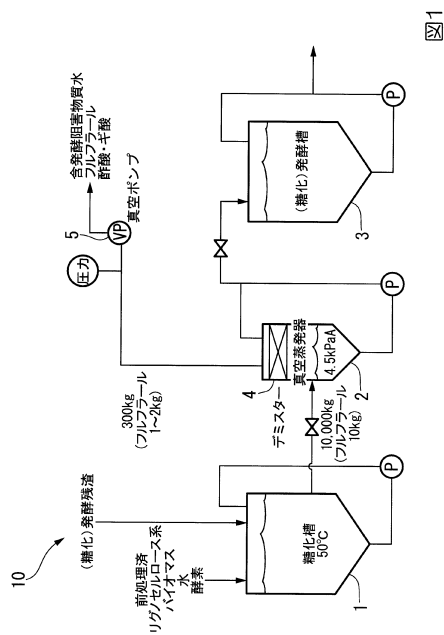 図1
10
(糖化)発酵残渣
前処理済
リグノセルロース系
バイオマス
水
酵素
糖化槽
50℃
1
P
10,000kg
(フルフラール
10kg)
デミスター
4
真空蒸発器
4.5kPaA
2
P
300kg
(フルフラール
1~2kg)
圧力
5
VP
真空ポンプ
含発酵阻害物質水
フルフラール
酢酸・ギ酸
(糖化)発酵槽
3
P